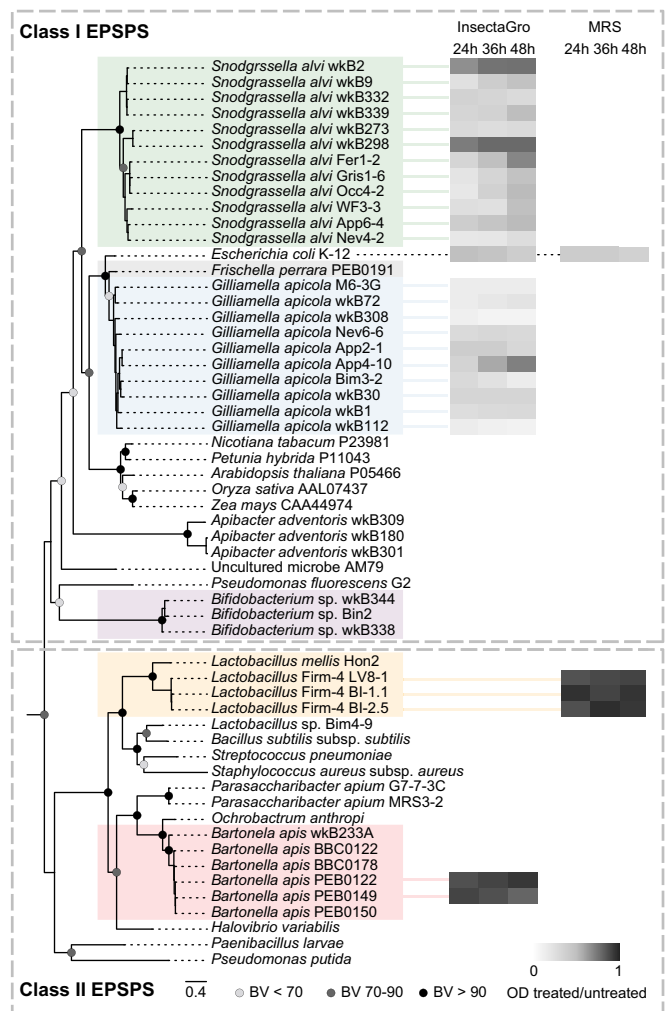 Class I EPSPS
InsectaGro
MRS
24h 36h 48h
24h 36h 48h
Snodgrssella alvi wkB2
Snodgrassella alvi wkB9
Snodgrassella alvi wkB332
Snodgrassella alvi wkB339
Snodgrassella alvi wkB273
Snodgrassella alvi wkB298
Snodgrassella alvi Fer1-2
Snodgrassella alvi Gris1-6
Snodgrassella alvi Occ4-2
Snodgrassella alvi WF3-3
Snodgrassella alvi App6-4
Snodgrassella alvi Nev4-2
Escherichia coli K-12
Frischella perrara PEB0191
Gilliamella apicola M6-3G
Gilliamella apicola wkB72
Gilliamella apicola wkB308
Gilliamella apicola Nev6-6
Gilliamella apicola App2-1
Gilliamella apicola App4-10
Gilliamella apicola Bim3-2
Gilliamella apicola wkB30
Gilliamella apicola wkB1
Gilliamella apicola wkB112
Nicotiana tabacum P23981
Petunia hybrida P11043
Arabidopsis thaliana P05466
Oryza sativa AAL07437
Zea mays CAA44974
Apibacter adventoris wkB309
Apibacter adventoris wkB180
Apibacter adventoris wkB301
Uncultured microbe AM79
Pseudomonas fluorescens G2
Bifidobacterium sp. wkB344
Bifidobacterium sp. Bin2
Bifidobacterium sp. wkB338
Lactobacillus mellis Hon2
Lactobacillus Firm-4 LV8-1
Lactobacillus Firm-4 BI-1.1
Lactobacillus Firm-4 BI-2.5
Lactobacillus sp. Bim4-9
Bacillus subtilis subsp. subtilis
Streptococcus pneumoniae
Staphylococcus aureus subsp. aureus
Parasaccharibacter apium G7-7-3C
Parasaccharibacter apium MRS3-2
Ochrobactrum anthropi
Bartonella apis wkB233A
Bartonella apis BBC0122
Bartonella apis BBC0178
Bartonella apis PEB0122
Bartonella apis PEB0149
Bartonella apis PEB0150
Halovibrio variabilis
Paenibacillus larvae
Pseudomonas putida
0 1
Class II EPSPS
0.4
BV < 70
BV 70-90
BV > 90
OD treated/untreated